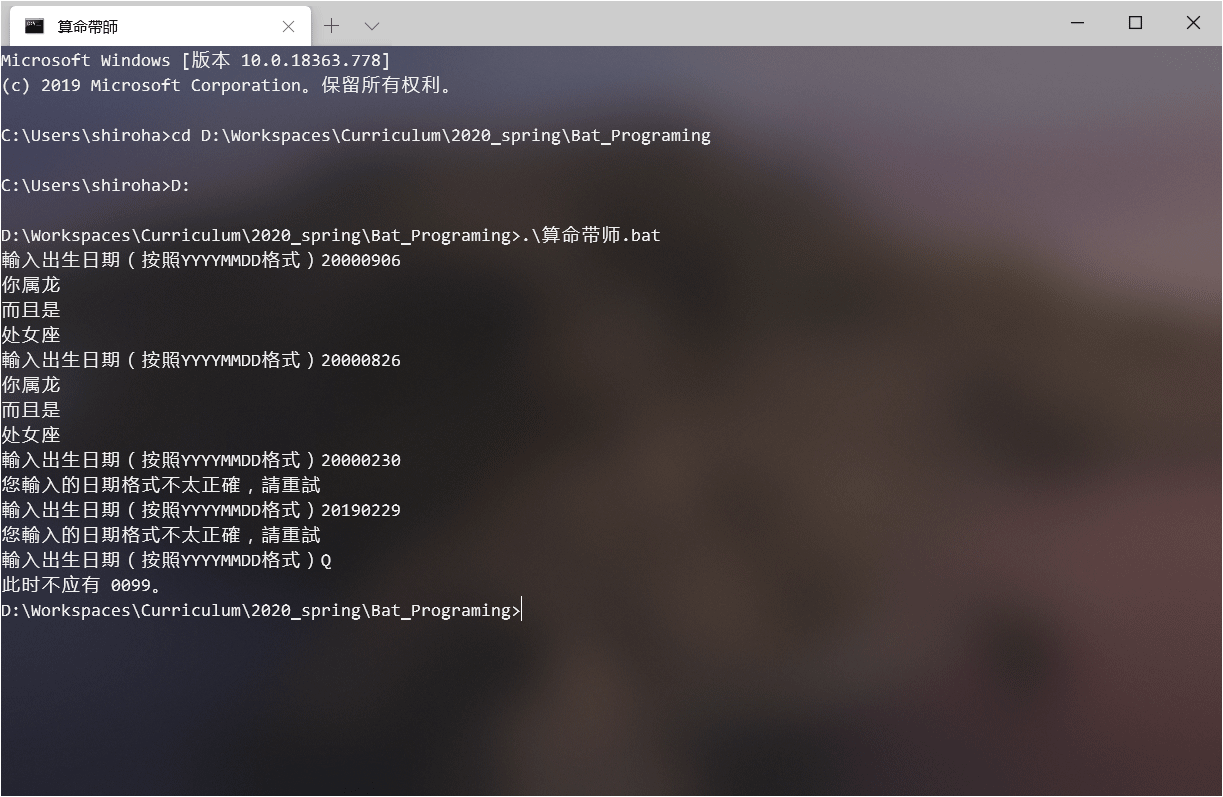 算命帶師
Microsoft Windows [版本 10.0.18363.778]
(c) 2019 Microsoft Corporation。保留所有权利。
C:\Users\shiroha>cd D:\Workspaces\Curriculum\2020_spring\Bat_Programing
C:\Users\shiroha>D:
D:\Workspaces\Curriculum\2020_spring\Bat_Programing>.\算命带师.bat
輸入出生日期（按照YYYYMMDD格式）20000906
你属龙
而且是
处女座
輸入出生日期（按照YYYYMMDD格式）20000826
你属龙
而且是
处女座
輸入出生日期（按照YYYYMMDD格式）20000230
您輸入的日期格式不太正確，請重試
輸入出生日期（按照YYYYMMDD格式）20190229
您輸入的日期格式不太正確，請重試
輸入出生日期（按照YYYYMMDD格式）Q
此时不应有 0099。
D:\Workspaces\Curriculum\2020_spring\Bat_Programing>